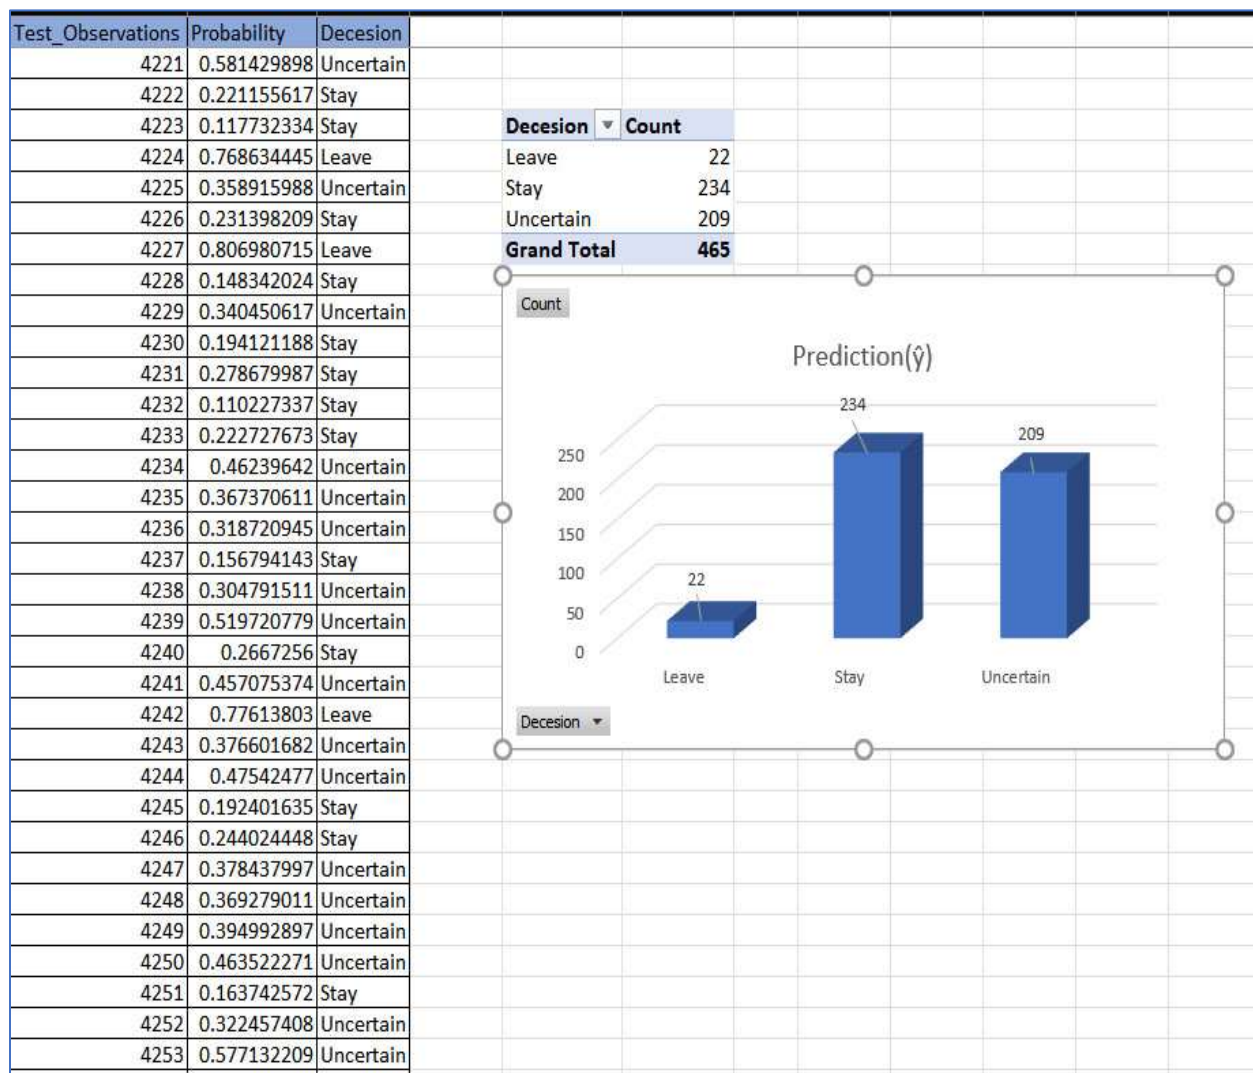 Test_Observations Probability Decesion
4221 0.581429898 Uncertain
4222 0.221155617 Stay
4223 0.117732334 Stay
4224 0.768634445 Leave
4225 0.358915988 Uncertain
4226 0.231398209 Stay
4227 0.806980715 Leave
4228 0.148342024 Stay
4229 0.340450617 Uncertain
4230 0.194121188 Stay
4231 0.278679987 Stay
4232 0.110227337 Stay
4233 0.222727673 Stay
4234 0.46239642 Uncertain
4235 0.367370611 Uncertain
4236 0.318720945 Uncertain
4237 0.156794143 Stay
4238 0.304791511 Uncertain
4239 0.519720779 Uncertain
4240 0.2667256 Stay
4241 0.457075374 Uncertain
4242 0.77613803 Leave
4243 0.376601682 Uncertain
4244 0.47542477 Uncertain
4245 0.192401635 Stay
4246 0.244024448 Stay
4247 0.378437997 Uncertain
4248 0.369279011 Uncertain
4249 0.394992897 Uncertain
4250 0.463522271 Uncertain
4251 0.163742572 Stay
4252 0.322457408 Uncertain
4253 0.577132209 Uncertain
Decesion Count
Leave 22
Stay 234
Uncertain 209
Grand Total 465
Count
Prediction(ŷ)
234
209
22
250
200
150
100
50
0
Leave Stay Uncertain
Decesion